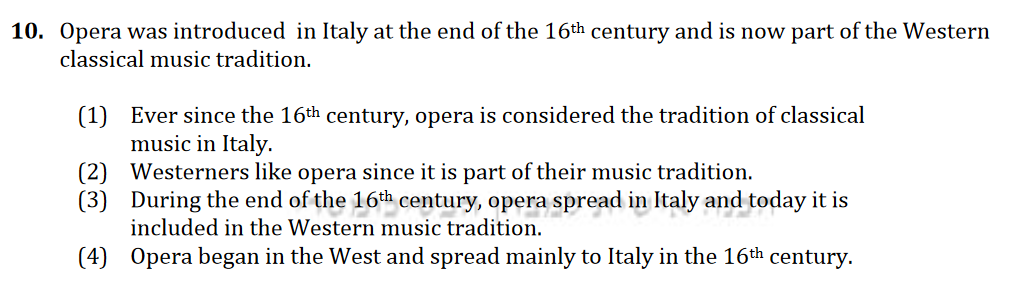 10. Opera was introduced in Italy at the end of the 16th century and is now part of the Western
classical music tradition.
(1) Ever since the 16th century, opera is considered the tradition of classical
music in Italy.
(2) Westerners like opera since it is part of their music tradition.
(3) During the end of the 16th century, opera spread in Italy and today it is
included in the Western music tradition.
(4) Opera began in the West and spread mainly to Italy in the 16th century.